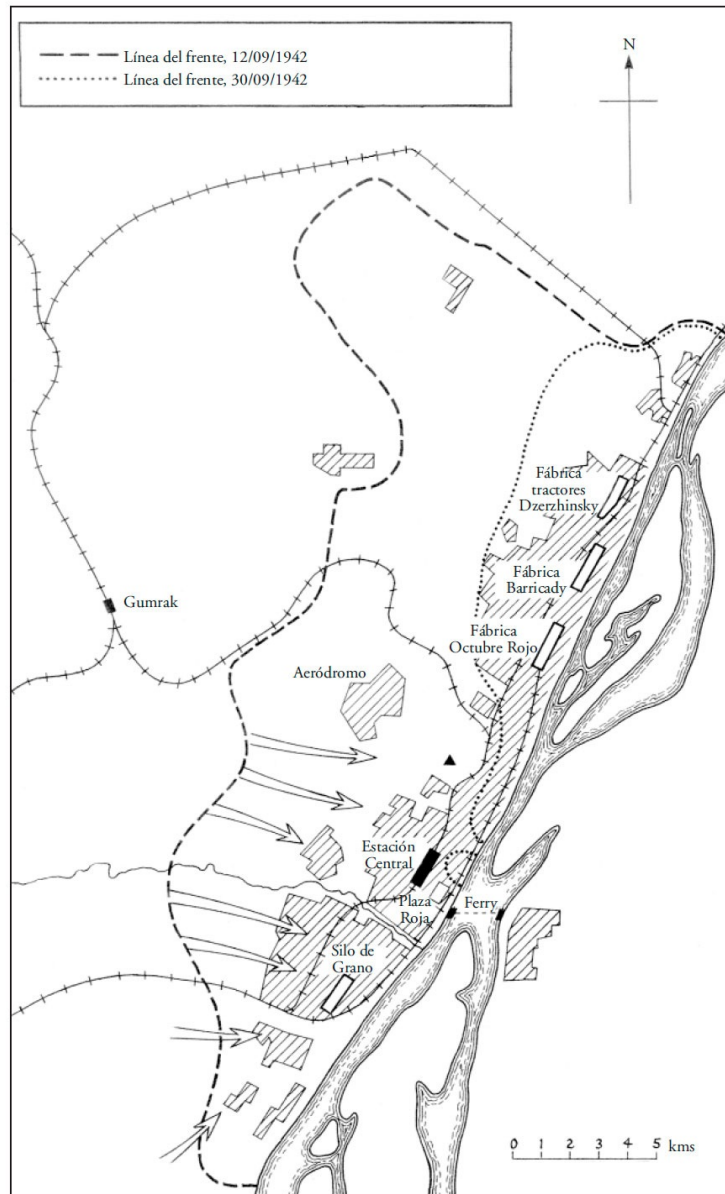 Línea del frente, 12/09/1942
Línea del frente, 30/09/1942
N
Fábrica
tractores
Dzerzhinsky
Fábrica
Barricady
Gumrak
Fábrica
Octubre Rojo
Aeródromo
Estación
Central
Plaza
Roja
Ferry
Silo de
Grano
0 1 2 3 4 5 kms